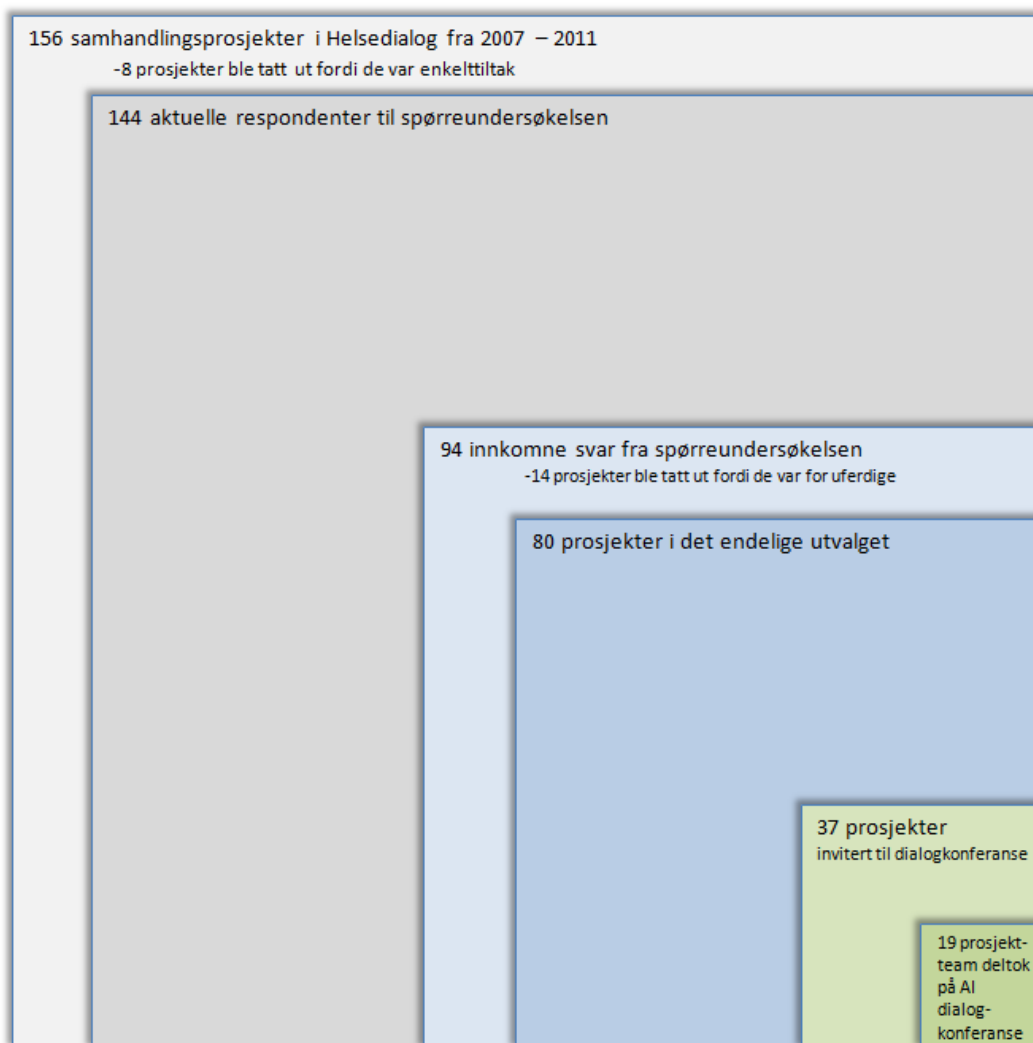 156 samhandlingsprosjekter i Helsedialog fra 2007 – 2011
-8 prosjekter ble tatt ut fordi de var enkelttiltak
144 aktuelle respondenter til spørreundersøkelsen
94 innkomne svar fra spørreundersøkelsen
-14 prosjekter ble tatt ut fordi de var for uferdige
80 prosjekter i det endelige utvalget
37 prosjekter
invitert til dialogkonferanse
19 prosjekt-
team deltok
på AI
dialog-
konferanse